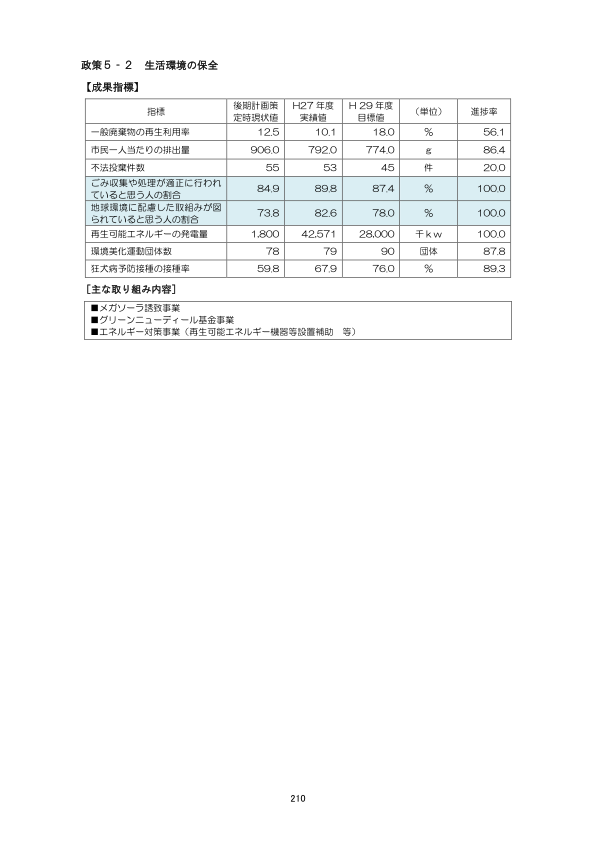 政策５－２　生活環境の保全
【成果指標】
指標　後期計画策定時現状値　H27 年度実績値　H 29 年度目標値　（単位）　進捗率
一般廃棄物の再生利用率　12.5　10.1　18.0　％　56.1
市民一人当たりの排出量　906.0　792.0　774.0　ｇ　86.4
不法投棄件数　55　53　45　件　20.0
ごみ収集や処理が適正に行われ
ていると思う人の割合　84.9　89.8　87.4　％　100.0
地球環境に配慮した取組みが図
られていると思う人の割合　73.8　82.6　78.0　％　100.0
再生可能エネルギーの発電量　1,800　42,571　28,000　千ｋｗ　100.0
環境美化運動団体数　78　79　90　団体　87.8
狂犬病予防接種の接種率　59.8　67.9　76.0　％　89.3
［主な取り組み内容］
■メガソーラ誘致事業
■グリーンニューディール基金事業
■エネルギー対策事業（再生可能エネルギー機器等設置補助　等）
210